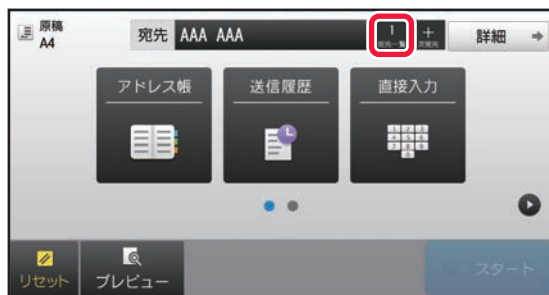 原稿
A4
宛先 AAA AAA
1
宛先一覧
+
次宛先
詳細
アドレス帳
送信履歴
直接入力
リセット
プレビュー
スタート